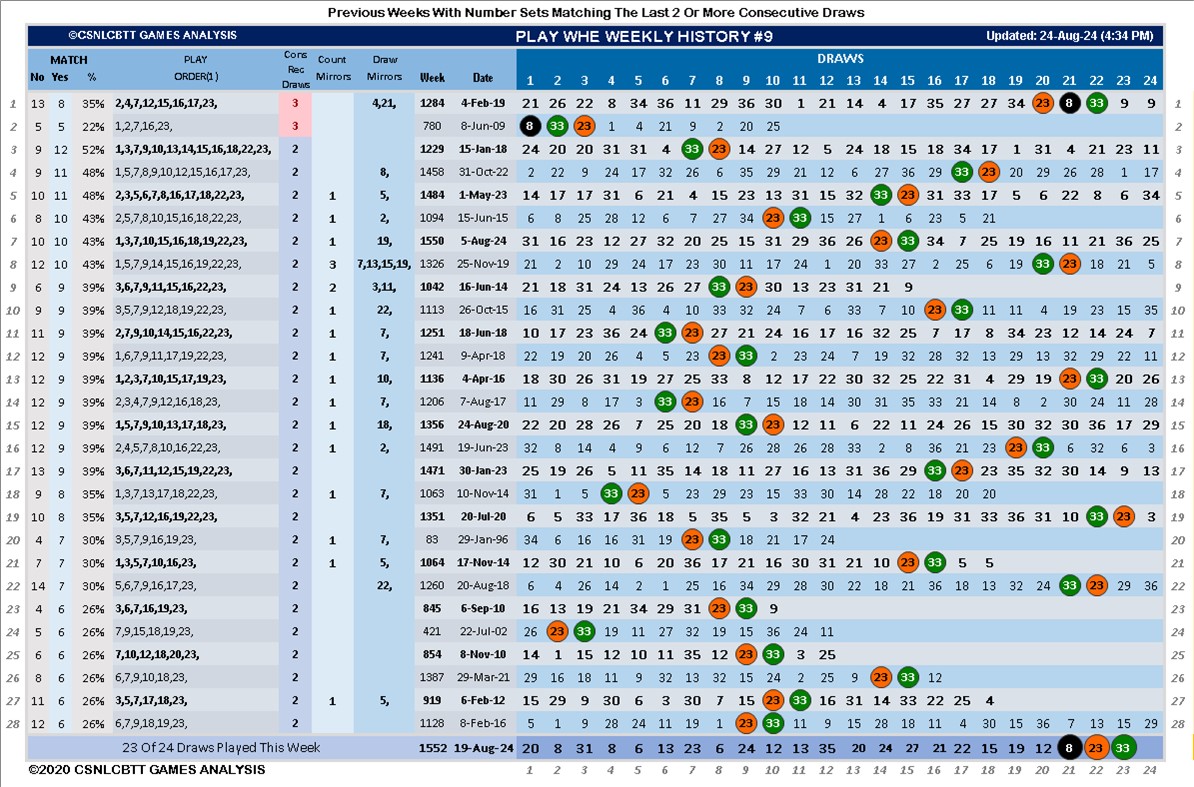 Previous Weeks With Number Sets Matching The Last 2 Or More Consecutive Draws
©CSNLCBTT GAMES ANALYSIS PLAY WHE WEEKLY HISTORY #9 Updated: 24-Aug-24 (4:34 PM)
MATCH PLAY Cons Count Draw DRAWS
No Yes % ORDER(1) Rec Draws Mirrors Mirrors Week Date 1 2 3 4 5 6 7 8 9 10 11 12 13 14 15 16 17 18 19 20 21 22 23 24
1 13 8 35% 2,4,7,12,15,16,17,23, 3 4,21, 1284 4-Feb-19 21 26 22 8 34 36 11 29 36 30 1 21 14 4 17 35 27 27 34 23 8 33 9 9 1
2 5 5 22% 1,2,7,16,23, 3 780 8-Jun-09 8 33 23 1 4 21 9 2 20 25 2
3 9 12 52% 1,3,7,9,10,13,14,15,16,18,22,23, 2 1229 15-Jan-18 24 20 20 31 31 4 33 23 14 27 12 5 24 18 15 18 34 17 1 31 4 21 23 11 3
4 9 11 48% 1,5,7,8,9,10,12,15,16,17,23, 2 8, 1458 31-Oct-22 2 22 9 24 17 32 26 6 35 29 21 12 6 27 36 29 33 23 20 29 26 28 1 17 4
5 10 11 48% 2,3,5,6,7,8,16,17,18,22,23, 2 1 5, 1484 1-May-23 14 17 17 31 6 21 4 15 23 13 31 15 32 33 23 31 33 17 5 6 22 8 6 34 5
6 8 10 43% 2,5,7,8,10,15,16,18,22,23, 2 1 2, 1094 15-Jun-15 6 8 25 28 12 6 7 27 34 23 33 15 27 1 6 23 5 21 6
7 10 10 43% 1,3,7,10,15,16,18,19,22,23, 2 1 19, 1550 5-Aug-24 31 16 23 12 27 32 20 25 15 31 29 36 26 23 33 34 7 25 19 16 11 21 36 25 7
8 12 10 43% 1,5,7,9,14,15,16,19,22,23, 2 3 7,13,15,19, 1326 25-Nov-19 21 2 10 29 24 17 23 30 11 17 24 1 20 33 27 2 25 6 19 33 23 18 21 5 8
9 6 9 39% 3,6,7,9,11,15,16,22,23, 2 2 3,11, 1042 16-Jun-14 21 18 31 24 13 26 27 33 23 30 13 23 31 21 9 9
10 9 9 39% 3,5,7,9,12,18,19,22,23, 2 1 22, 1113 26-Oct-15 16 31 25 4 36 4 10 33 32 24 7 6 33 7 10 23 33 11 11 4 19 23 15 35 10
11 11 9 39% 2,7,9,10,14,15,16,22,23, 2 1 7, 1251 18-Jun-18 10 17 23 36 24 33 23 27 21 24 16 17 16 32 25 7 17 8 34 23 12 14 24 7 11
12 12 9 39% 1,6,7,9,11,17,19,22,23, 2 1 7, 1241 9-Apr-18 22 19 20 26 4 5 23 23 33 2 23 24 7 19 32 28 32 13 29 13 32 29 22 11 12
13 12 9 39% 1,2,3,7,10,15,17,19,23, 2 1 10, 1136 4-Apr-16 18 30 26 31 19 27 25 33 8 12 17 22 30 32 25 22 31 4 29 19 23 33 20 26 13
14 12 9 39% 2,3,4,7,9,12,16,18,23, 2 1 7, 1206 7-Aug-17 11 29 8 17 3 33 23 16 7 15 18 14 30 31 35 33 21 14 8 2 30 24 11 28 14
15 12 9 39% 1,5,7,9,10,13,17,18,23, 2 1 18, 1356 24-Aug-20 22 20 28 26 7 25 20 18 33 23 12 11 6 22 11 24 26 15 30 32 30 36 17 29 15
16 12 9 39% 2,4,5,7,8,10,16,22,23, 2 1 2, 1491 19-Jun-23 32 8 14 4 9 6 12 7 26 28 26 28 33 2 8 36 21 23 23 33 6 32 6 3 16
17 13 9 39% 3,6,7,11,12,15,19,22,23, 2 1471 30-Jan-23 25 19 26 5 11 35 14 18 11 27 16 13 31 36 29 33 23 23 35 32 30 14 9 13 17
18 9 8 35% 1,3,7,13,17,18,22,23, 2 1 7, 1063 10-Nov-14 31 1 5 33 23 5 23 29 23 15 33 30 14 28 22 18 20 20 18
19 10 8 35% 3,5,7,12,16,19,22,23, 2 1351 20-Jul-20 6 5 33 17 36 18 5 35 5 3 32 21 4 23 36 19 31 33 36 31 10 33 23 3 19
20 4 7 30% 3,5,7,9,16,19,23, 2 1 7, 83 29-Jan-96 34 6 16 16 31 19 23 33 18 21 17 24 20
21 7 7 30% 1,3,5,7,10,16,23, 2 1 5, 1064 17-Nov-14 12 30 21 10 6 20 36 17 21 16 30 31 21 10 23 33 5 5 21
22 14 7 30% 5,6,7,9,16,17,23, 2 22, 1260 20-Aug-18 6 4 26 14 2 1 25 16 34 29 28 30 22 18 21 36 18 13 32 24 33 23 29 36 22
23 4 6 26% 3,6,7,16,19,23, 2 845 6-Sep-10 16 13 19 21 34 29 31 23 33 9 23
24 5 6 26% 7,9,15,18,19,23, 2 421 22-Jul-02 26 23 33 19 11 27 32 19 15 36 24 11 24
25 6 6 26% 7,10,12,18,20,23, 2 854 8-Nov-10 14 1 15 12 10 11 35 12 23 33 3 25 25
26 8 6 26% 6,7,9,10,18,23, 2 1387 29-Mar-21 29 16 18 11 9 32 13 32 15 24 2 25 9 23 33 12 26
27 11 6 26% 3,5,7,17,18,23, 2 1 5, 919 6-Feb-12 15 29 9 30 6 3 30 7 15 23 33 16 31 14 33 22 25 4 27
28 12 6 26% 6,7,9,18,19,23, 2 1128 8-Feb-16 5 1 9 28 24 11 19 1 23 33 11 9 15 28 18 11 4 30 15 36 7 13 15 29 28
23 Of 24 Draws Played This Week 1552 19-Aug-24 20 8 31 8 6 13 23 6 24 12 13 35 20 24 27 21 22 15 19 12 8 23 33
©2020 CSNLCBTT GAMES ANALYSIS 1 2 3 4 5 6 7 8 9 10 11 12 13 14 15 16 17 18 19 20 21 22 23 24